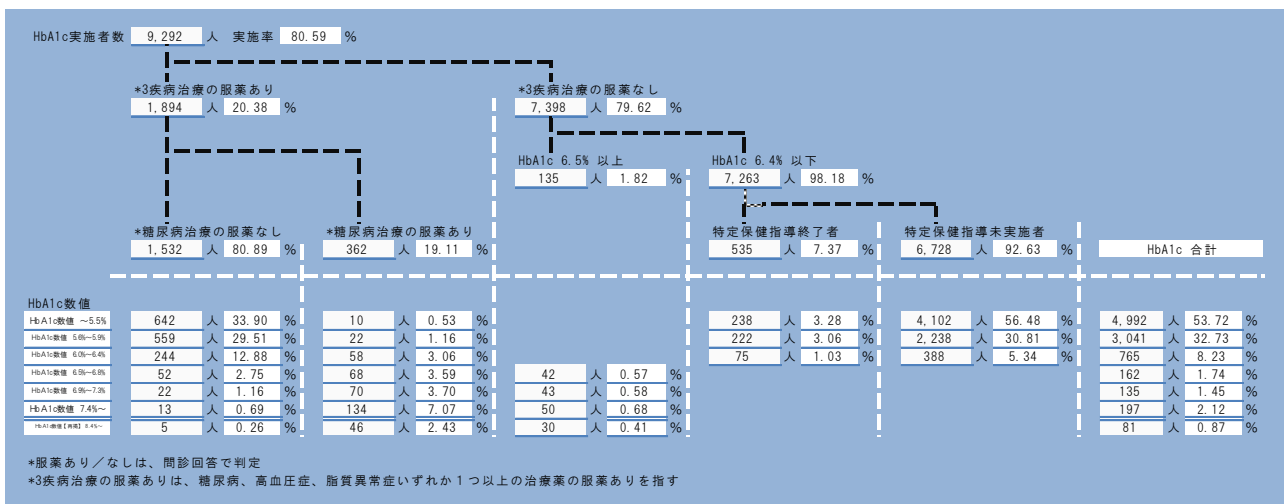 HbA1c実施者数 9,292 人 実施率 80.59 %
*3疾病治療の服薬あり *3疾病治療の服薬なし
1,894 人 20.38 % 7,398 人 79.62 %
HbA1c 6.5% 以上 HbA1c 6.4% 以下
135 人 1.82 % 7,263 人 98.18 %
*糖尿病治療の服薬なし *糖尿病治療の服薬あり 特定保健指導終了者 特定保健指導未実施者
1,532 人 80.89 % 362 人 19.11 % 535 人 7.37 % 6,728 人 92.63 % HbA1c 合計
HbA1c数値
HbA1c数値 ～5.5% 642 人 33.90 % 10 人 0.53 % 238 人 3.28 % 4,102 人 56.48 % 4,992 人 53.72 %
HbA1c数値 5.6%～5.9% 559 人 29.51 % 22 人 1.16 % 222 人 3.06 % 2,238 人 30.81 % 3,041 人 32.73 %
HbA1c数値 6.0%～6.4% 244 人 12.88 % 58 人 3.06 % 75 人 1.03 % 388 人 5.34 % 765 人 8.23 %
HbA1c数値 6.5%～6.8% 52 人 2.75 % 68 人 3.59 % 42 人 0.57 % 162 人 1.74 %
HbA1c数値 6.9%～7.3% 22 人 1.16 % 70 人 3.70 % 43 人 0.58 % 135 人 1.45 %
HbA1c数値 7.4%～ 13 人 0.69 % 134 人 7.07 % 50 人 0.68 % 197 人 2.12 %
HbA1c数値【再掲】 8.4%～ 5 人 0.26 % 46 人 2.43 % 30 人 0.41 % 81 人 0.87 %
*服薬あり／なしは、問診回答で判定
*3疾病治療の服薬ありは、糖尿病、高血圧症、脂質異常症いずれか１つ以上の治療薬の服薬ありを指す